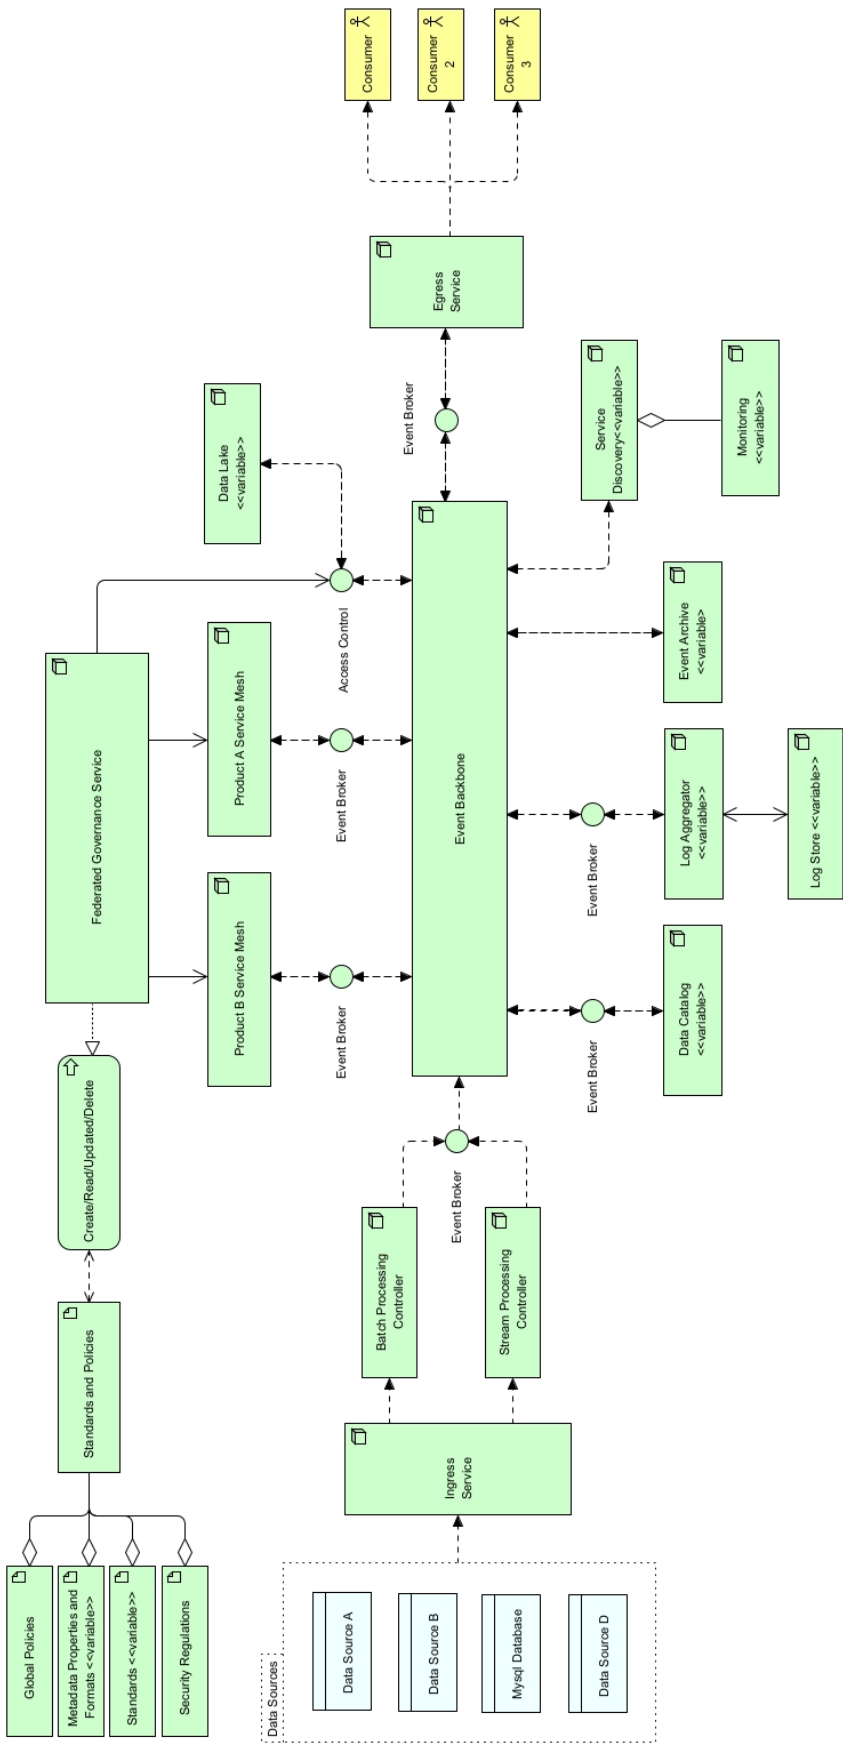 Consumer
Consumer
2
Consumer
3
Egress
Service
Event Broker
Data Lake
<<variable>>
Service
Discovery<<variable>>
Monitoring
<<variable>>
Access Control
Event Archive
<<variable>
Federated Governance Service
Product A Service Mesh
Event Broker
Event Backbone
Event Broker
Log Aggregator
<<variable>>
Log Store <<variable>>
Product B Service Mesh
Event Broker
Event Broker
Data Catalog
<<variable>>
Create/Read/Updated/Delete
Event Broker
Batch Processing
Controller
Stream Processing
Controller
Standards and Policies
Ingress
Service
Global Policies
Metadata Properties and
Formats <<variable>>
Standards <<variable>>
Security Regulations
Data Sources
Data Source A
Data Source B
Mysql Database
Data Source D